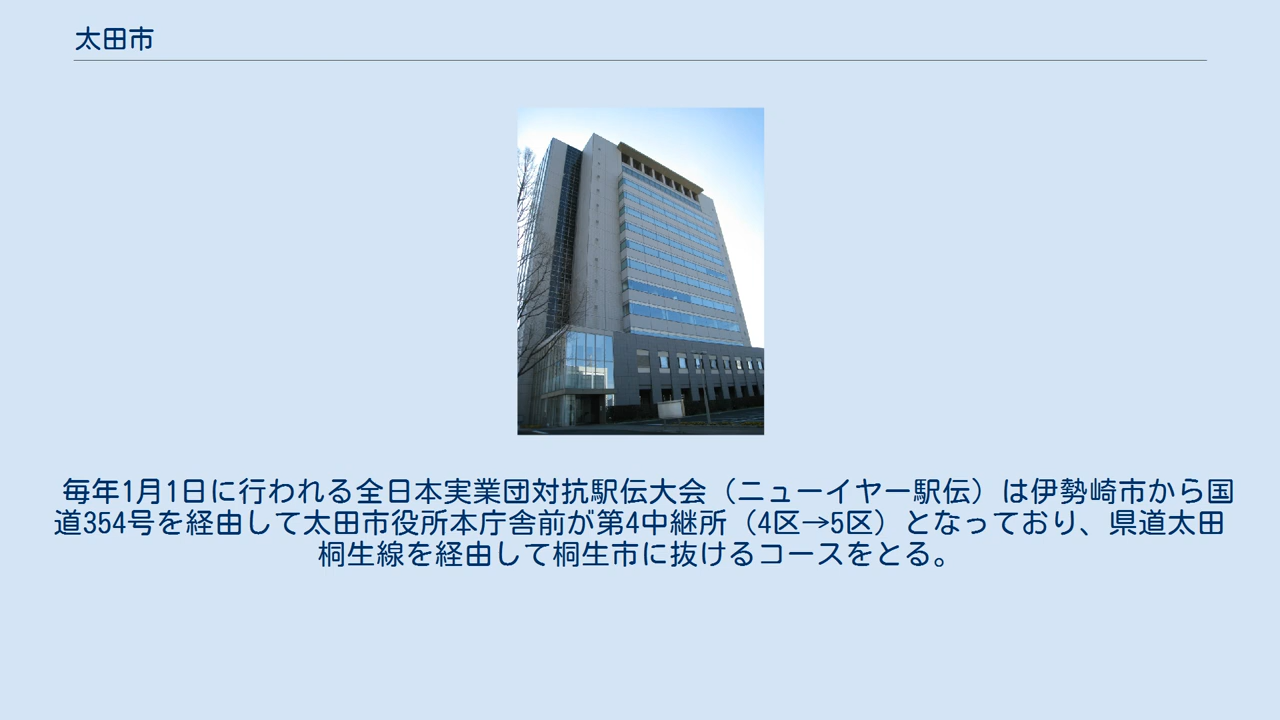 太田市
毎年1月1日に行われる全日本実業団対抗駅伝大会（ニューイヤー駅伝）は伊勢崎市から国
道354号を経由して太田市役所本庁舎前が第4中継所（4区→5区）となっており、県道太田
桐生線を経由して桐生市に抜けるコースをとる。